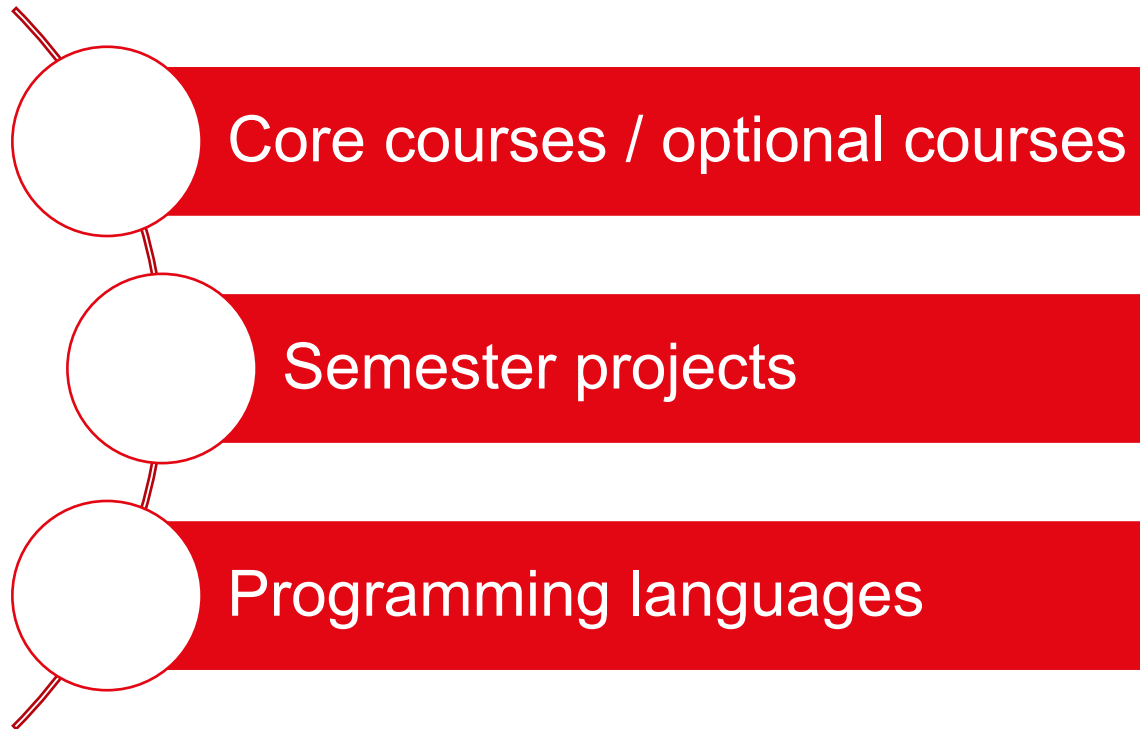 Core courses / optional courses
Semester projects
Programming languages